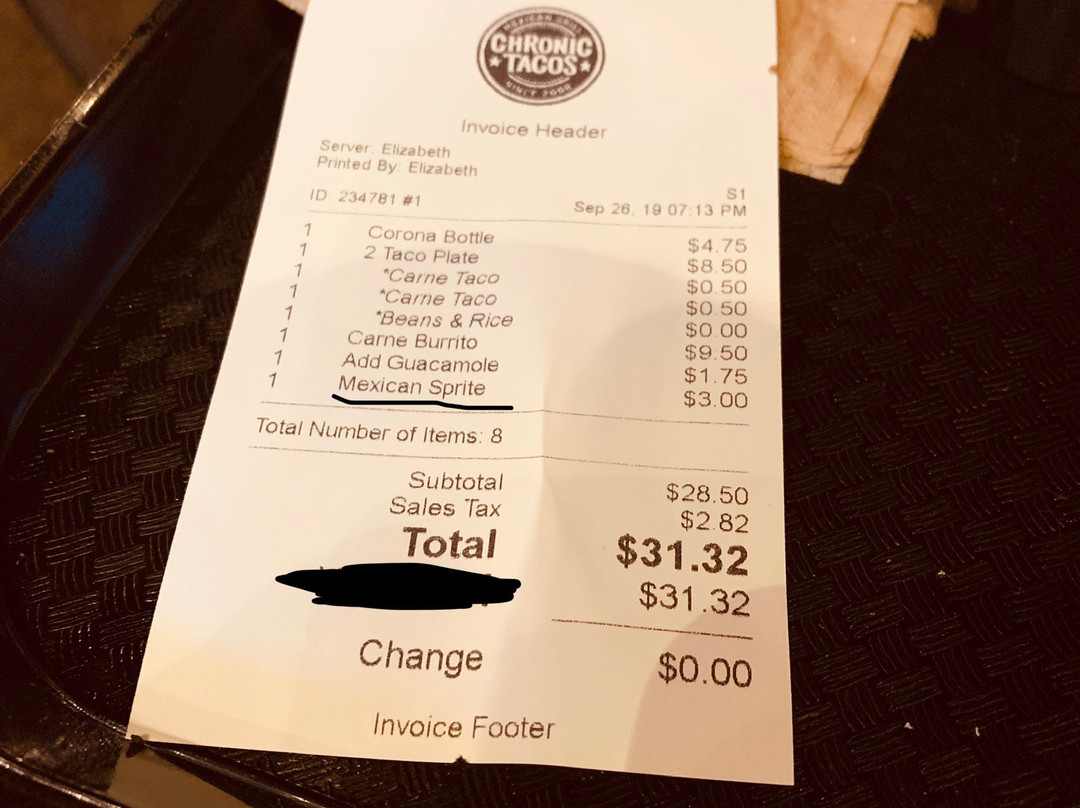 MEXICAN GRILL
CHRONIC
TACOS
SINCE 2002
Invoice Header
Server: Elizabeth
Printed By: Elizabeth
S1
ID: 234781 #1 Sep 26, 19 07:13 PM
1 Corona Bottle $4.75
1 2 Taco Plate $8.50
1 *Carne Taco $0.50
1 *Carne Taco $0.50
1 *Beans & Rice $0.00
1 Carne Burrito $9.50
1 Add Guacamole $1.75
1 Mexican Sprite $3.00
Total Number of Items: 8
Subtotal $28.50
Sales Tax $2.82
Total $31.32
$31.32
Change $0.00
Invoice Footer